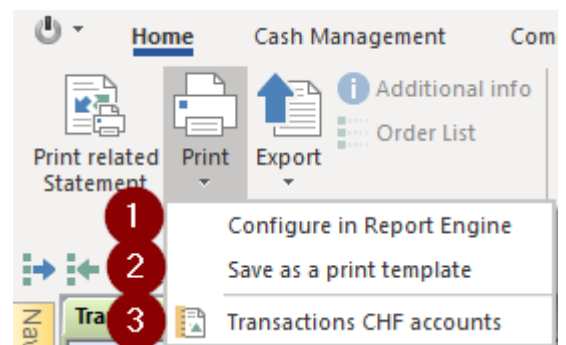 Home Cash Management Com
Additional info
Order List
Print related Statement
Print
Export
1 Configure in Report Engine
2 Save as a print template
Nav
Tra
3 Transactions CHF accounts